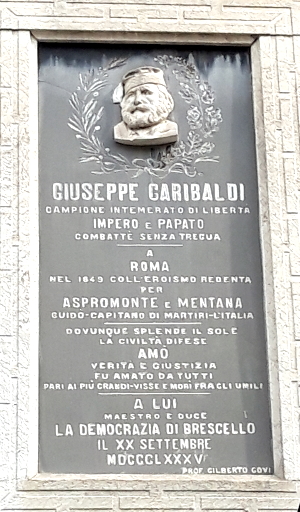 GIUSEPPE GARIBALDI
CAMPIONE INTEMERATO DI LIBERTA
IMPERO E PAPATO
COMBATTE SENZA TREGUA
A
ROMA
NEL 1849 COLL'EROISMO REDENTA
PER
ASPROMONTE E MENTANA
GUIDÒ-CAPITANO DI MARTIRI-L'ITALIA
DOVUNQUE SPLENDE IL SOLE
LA CIVILTÀ DIFESE
AMÒ
VERITÀ E GIUSTIZIA
FU AMATO DA TUTTI
PARI AI PIÙ GRANDI-VISSE E MORÌ FRA GLI UMILI
A LUI
MAESTRO E DUCE
LA DEMOCRAZIA DI BRESCELLO
IL XX SETTEMBRE
MDCCCLXXXV
PROF. GILBERTO GOVI